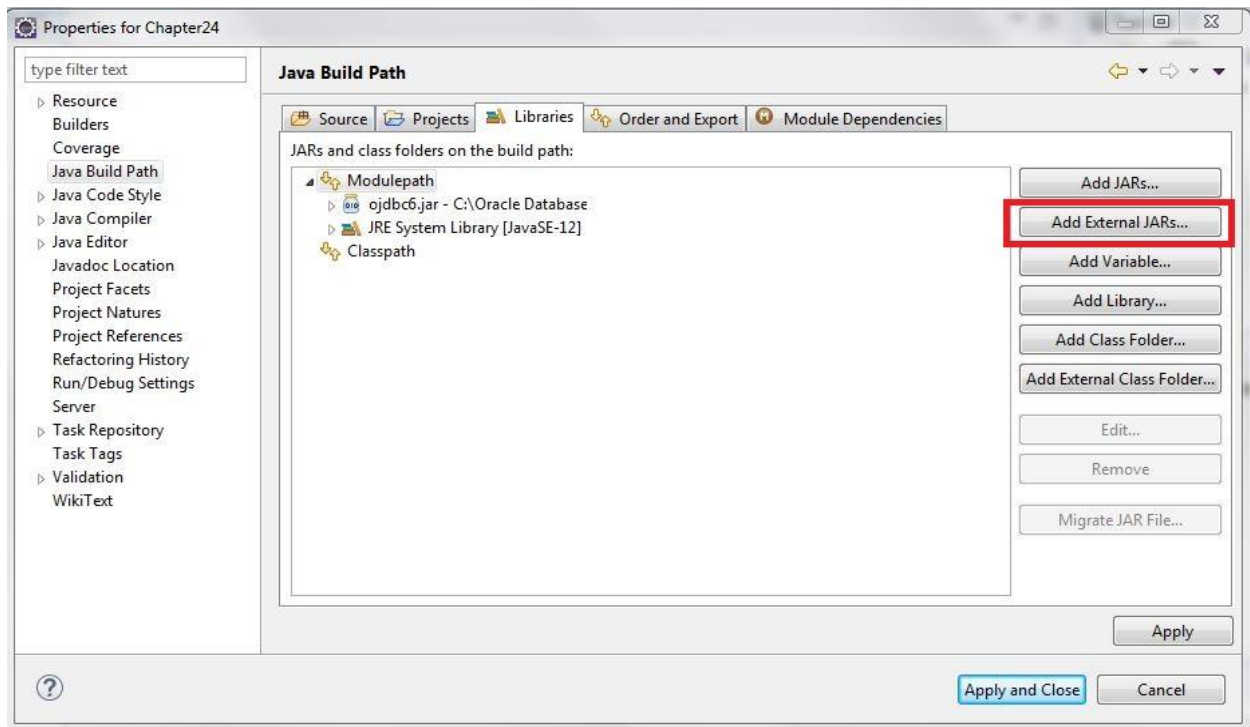 Properties for Chapter24
type filter text
Resource
Builders
Coverage
Java Build Path
Java Code Style
Java Compiler
Java Editor
Javadoc Location
Project Facets
Project Natures
Project References
Refactoring History
Run/Debug Settings
Server
Task Repository
Task Tags
Validation
WikiText
Java Build Path
Source Projects Libraries Order and Export Module Dependencies
JARs and class folders on the build path:
Modulepath
ojdbc6.jar - C:\Oracle Database
JRE System Library [JavaSE-12]
Classpath
Add JARs...
Add External JARs...
Add Variable...
Add Library...
Add Class Folder...
Add External Class Folder...
Edit...
Remove
Migrate JAR File...
Apply
Apply and Close Cancel